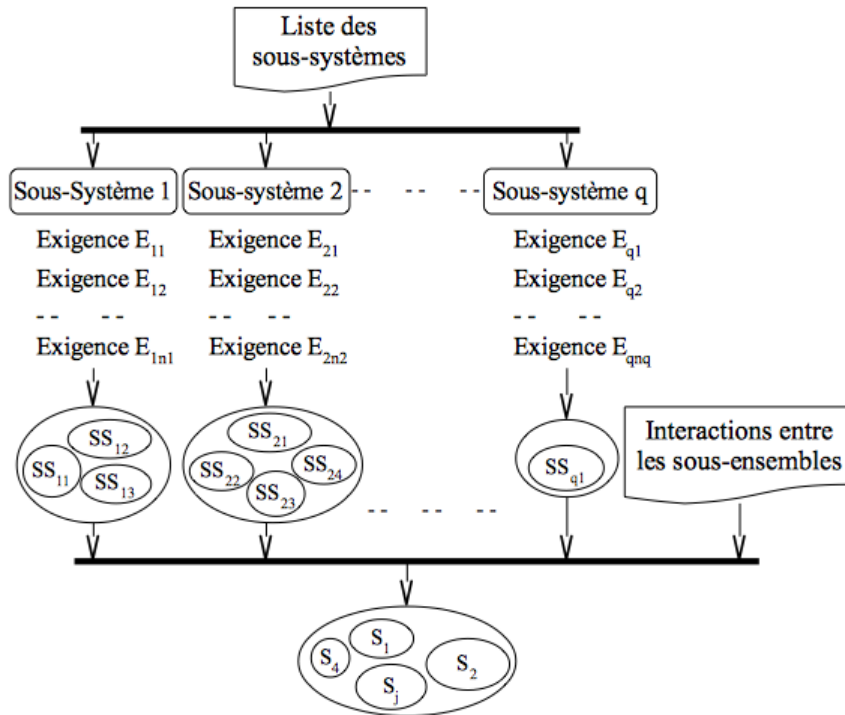 Liste des
sous-systèmes
Sous-Système 1
Sous-système 2
Sous-système q
Exigence E11
Exigence E21
Exigence Eq1
Exigence E12
Exigence E22
Exigence Eq2
Exigence E1n1
Exigence E2n2
Exigence Eqnq
Interactions entre
les sous-ensembles
SS12
SS11
SS13
SS21
SS22
SS24
SS23
SSq1
S1
S4
S2
Sj